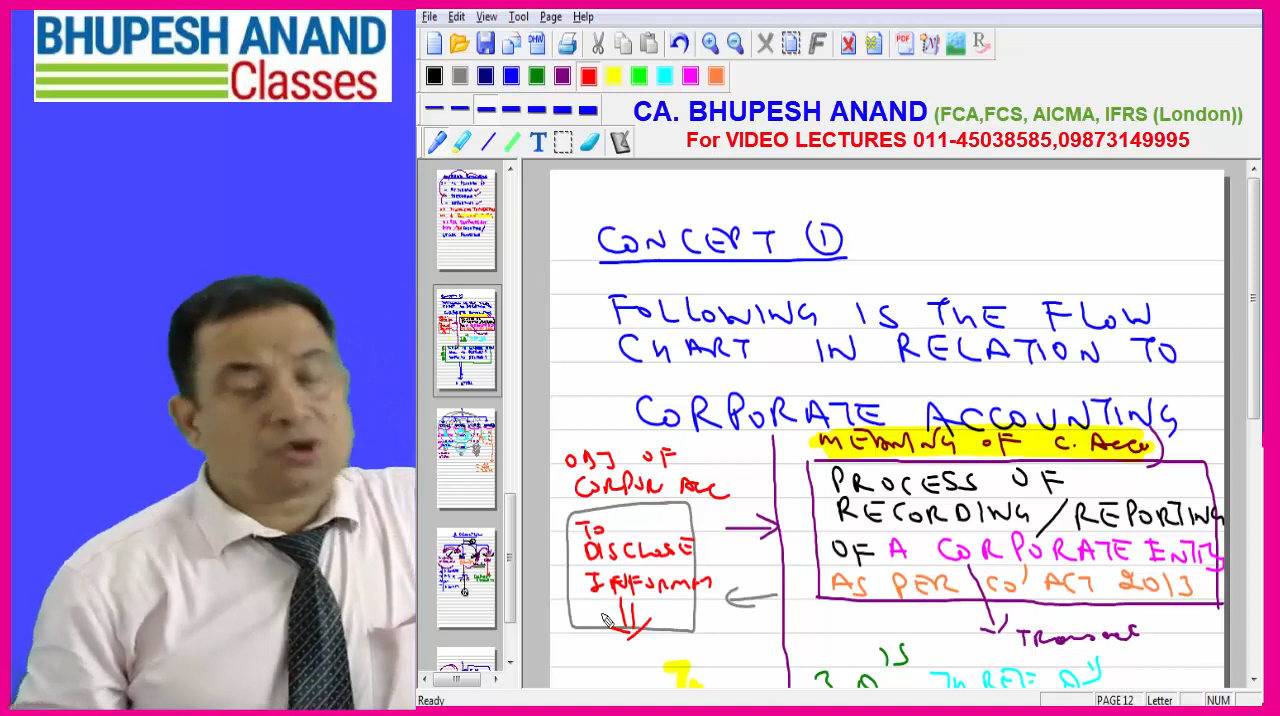 BHUPESH ANAND
Classes
File Edit View Tool Page Help
CA. BHUPESH ANAND (FCA,FCS, AICMA, IFRS (London))
For VIDEO LECTURES 011-45038585,09873149995
CONCEPT ①
FOLLOWING IS THE FLOW
CHART IN RELATION TO
CORPORATE ACCOUNTING
MEANING OF C. Acco
OBJ OF
CORPOR ACC
TO
DISCLOSE
PROCESS OF
RECORDING/REPORTING
OF A CORPORATE ENTITY
AS PER CO' ACT 2013
IS
Ready
PAGE 12 Letter NUM